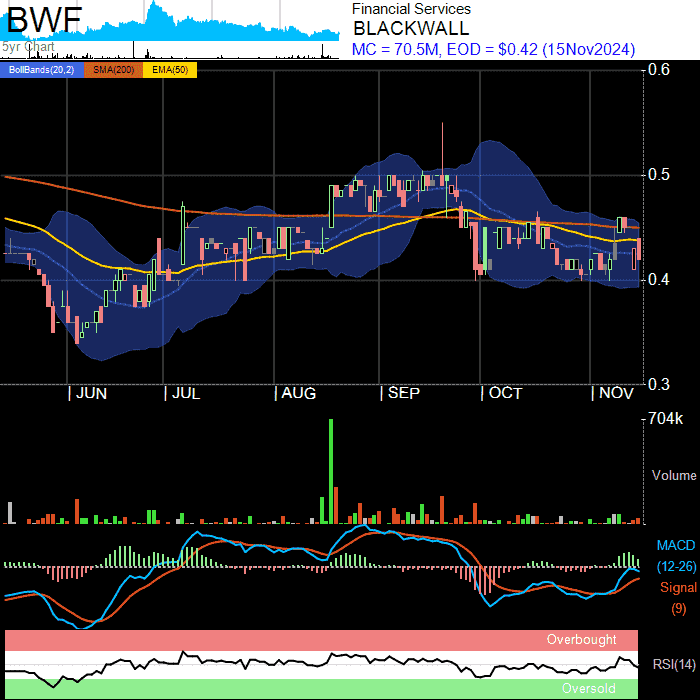 BWF
5yr Chart
Financial Services
BLACKWALL
MC = 70.5M, EOD = $0.42 (15Nov2024)
BollBands(20,2) SMA(200) EMA(50)
0.6
0.5
0.4
0.3
JUN JUL AUG SEP OCT NOV
704k
Volume
MACD
(12-26)
Signal
(9)
Overbought
RSI(14)
Oversold